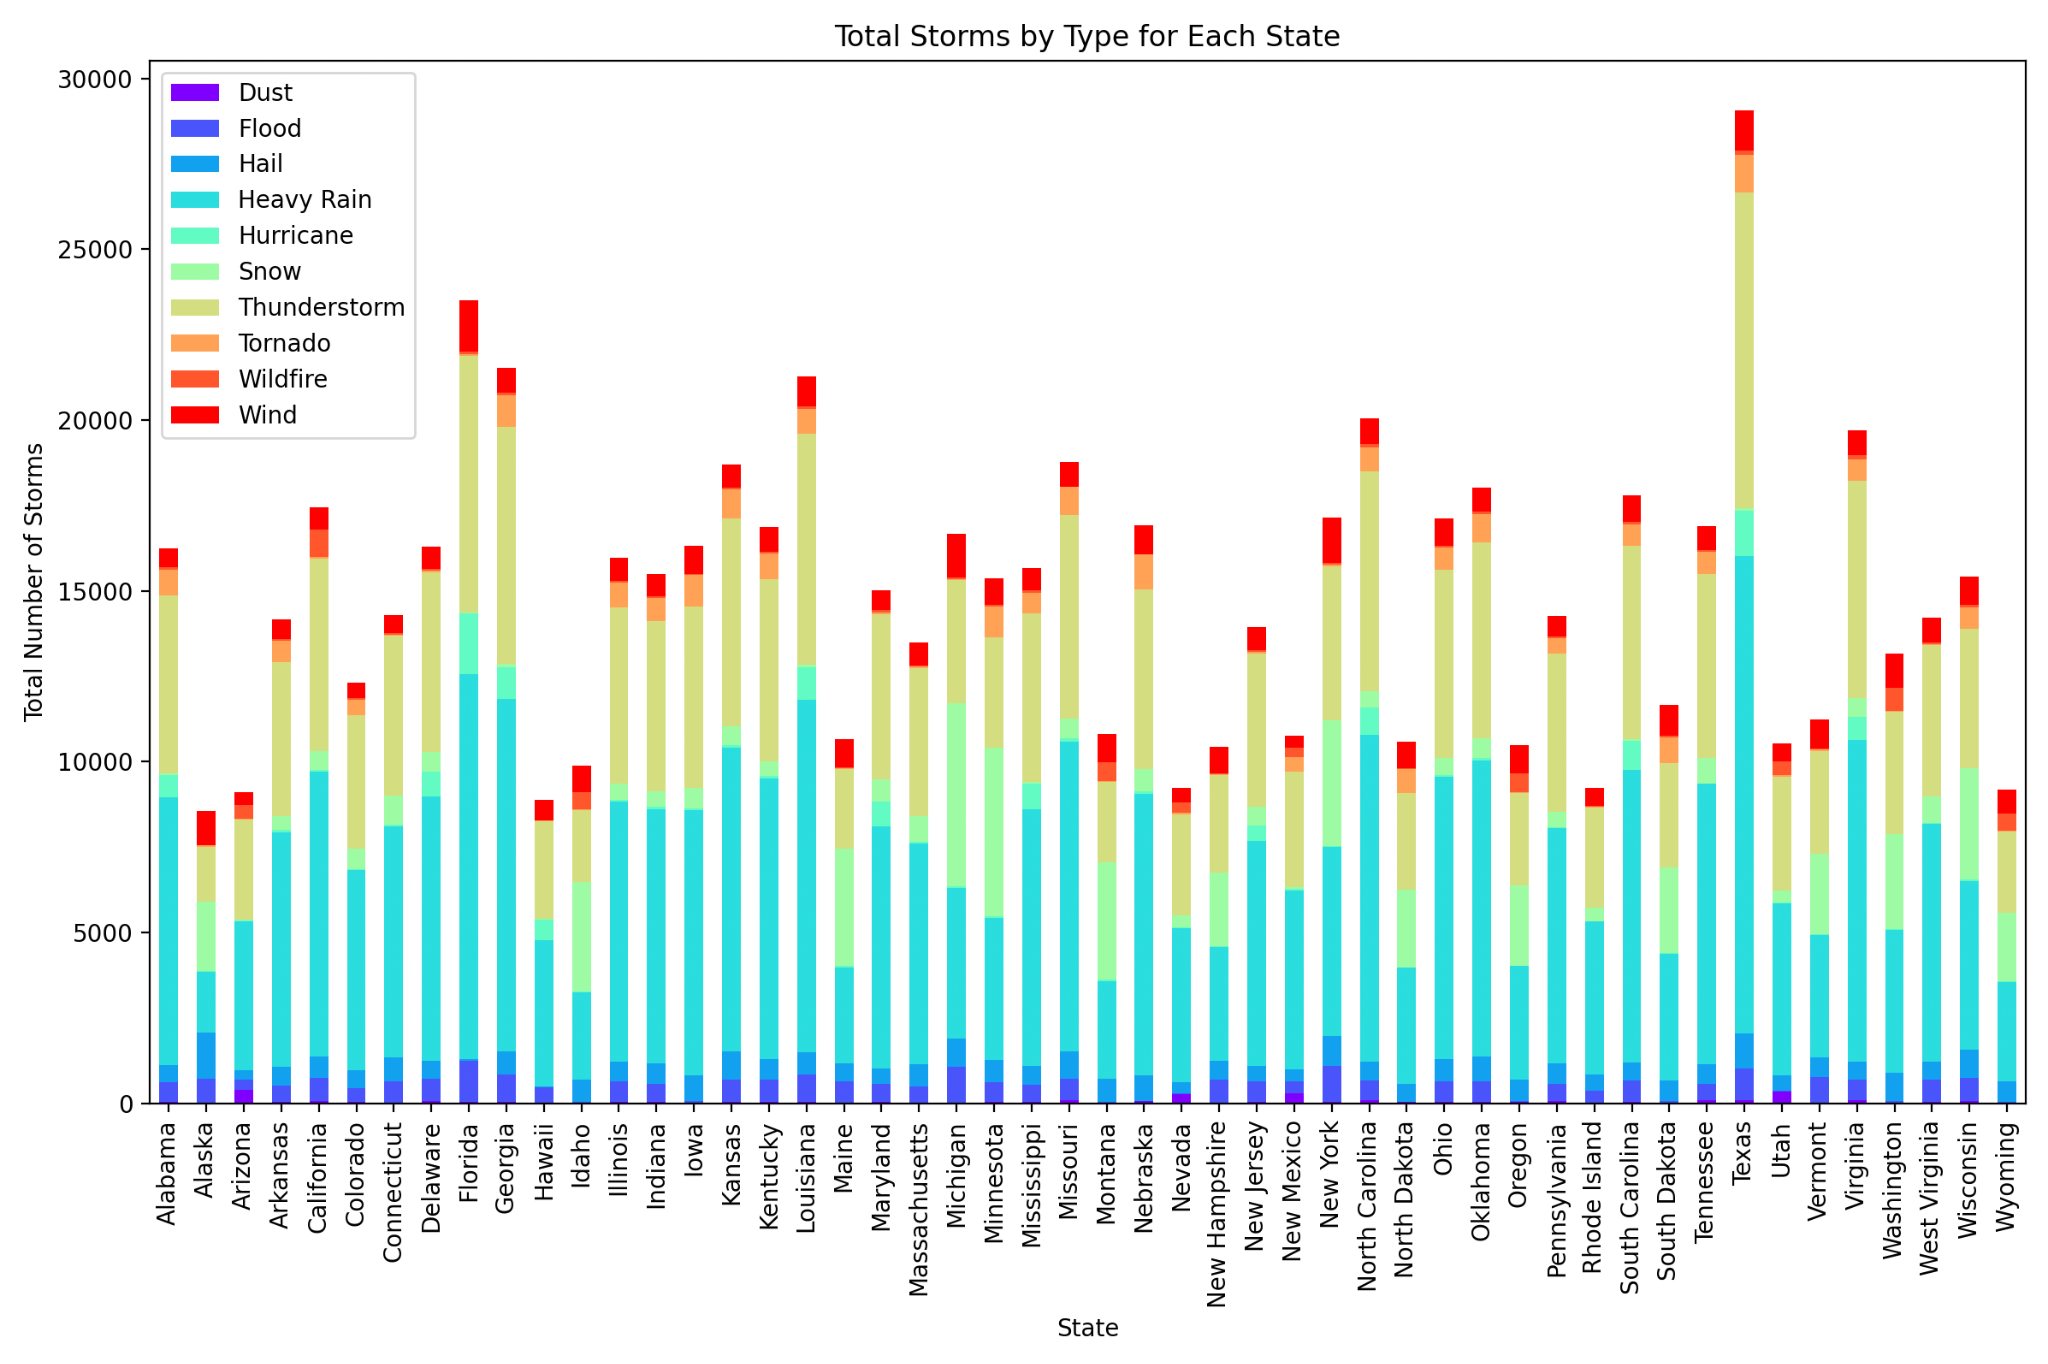 Total Storms by Type for Each State
30000
25000
20000
15000
10000
5000
0
Total Number of Storms
Dust
Flood
Hail
Heavy Rain
Hurricane
Snow
Thunderstorm
Tornado
Wildfire
Wind
Alabama
Alaska
Arizona
Arkansas
California
Colorado
Connecticut
Delaware
Florida
Georgia
Hawaii
Idaho
Illinois
Indiana
Iowa
Kansas
Kentucky
Louisiana
Maine
Maryland
Massachusetts
Michigan
Minnesota
Mississippi
Missouri
Montana
Nebraska
Nevada
New Hampshire
New Jersey
New Mexico
New York
North Carolina
North Dakota
Ohio
Oklahoma
Oregon
Pennsylvania
Rhode Island
South Carolina
South Dakota
Tennessee
Texas
Utah
Vermont
Virginia
Washington
West Virginia
Wisconsin
Wyoming
State